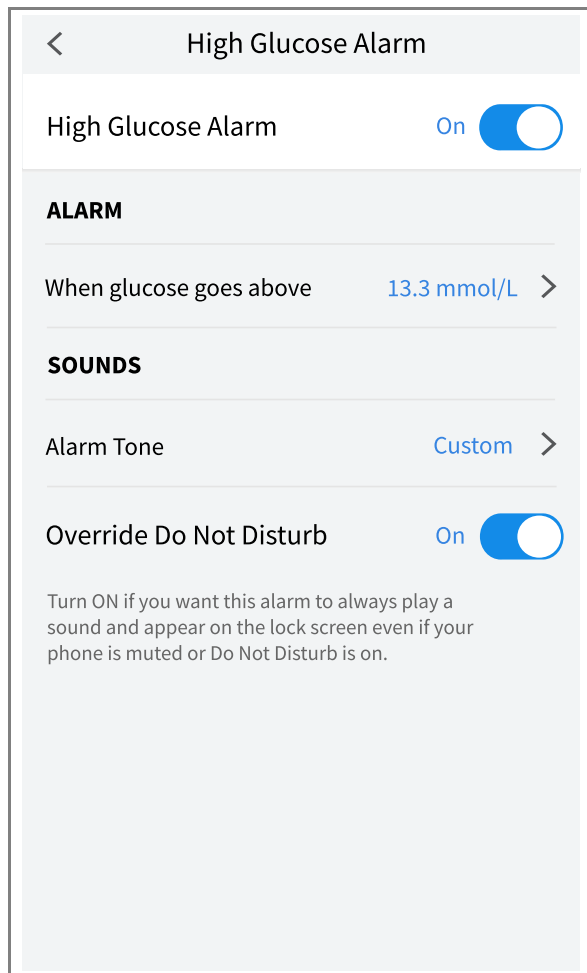 High Glucose Alarm
High Glucose Alarm On
ALARM
When glucose goes above 13.3 mmol/L
SOUNDS
Alarm Tone Custom
Override Do Not Disturb On
Turn ON if you want this alarm to always play a
sound and appear on the lock screen even if your
phone is muted or Do Not Disturb is on.